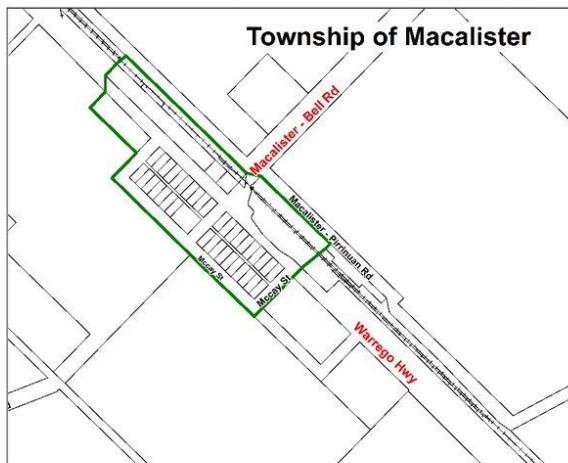 Township of Macalister
Macalister - Bell Rd
Macalister - Pirrinuan Rd
Mccay St
Mccay St
Warrego Hwy